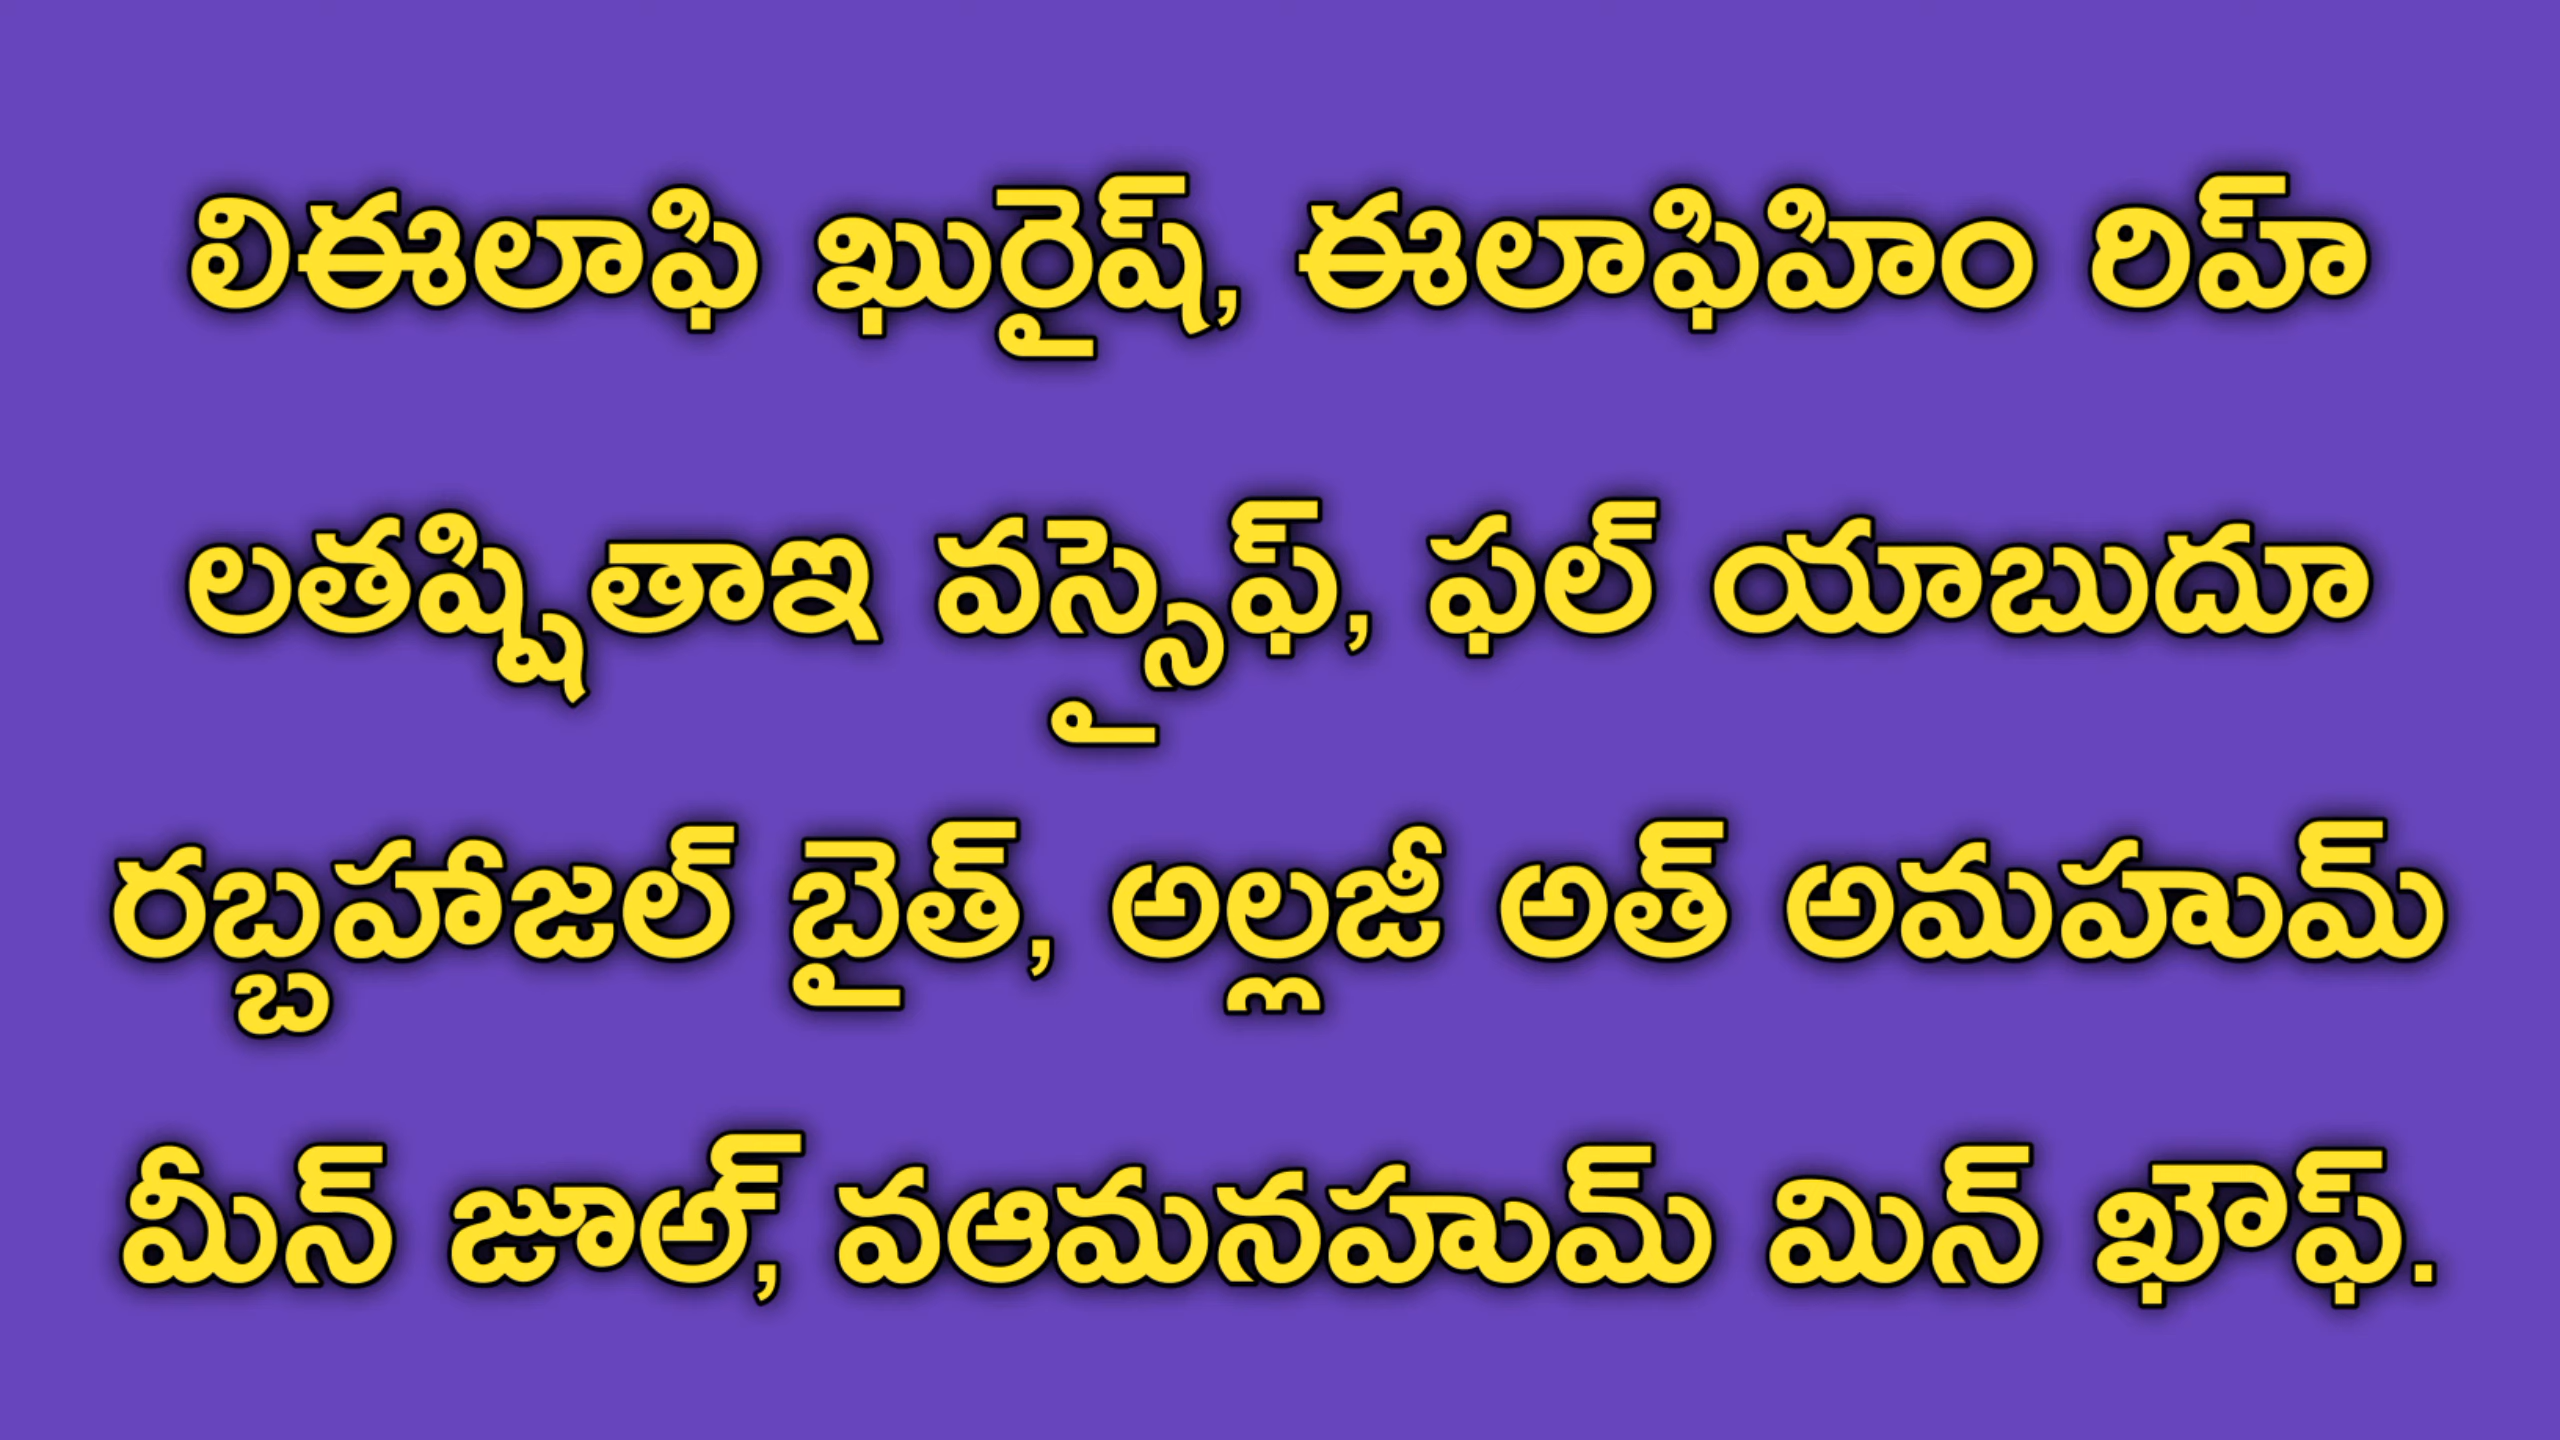 లిఈలాఫి ఖురైష్, ఈలాఫిహిం రిహ్
లతష్షితాఇ వస్సైఫ్, ఫల్ యాబుదూ
రబ్బహాజల్ బైత్, అల్లజీ అత్ అమహుమ్
మీన్ జూఅ్, వఆమనహుమ్ మిన్ ఖౌఫ్.